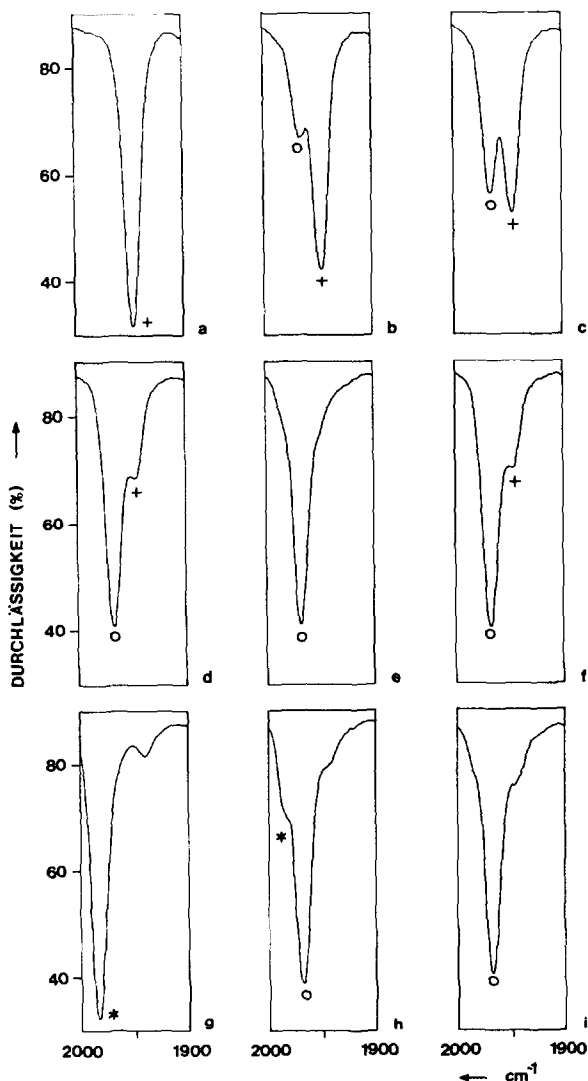 80
60
40
+
a
o
+
b
o
+
c
DURCHLÄSSIGKEIT (%) →
80
60
40
+
o
d
o
e
+
o
f
80
60
40
*
g
*
o
h
o
i
2000 1900
2000 1900
2000 1900
← cm⁻¹